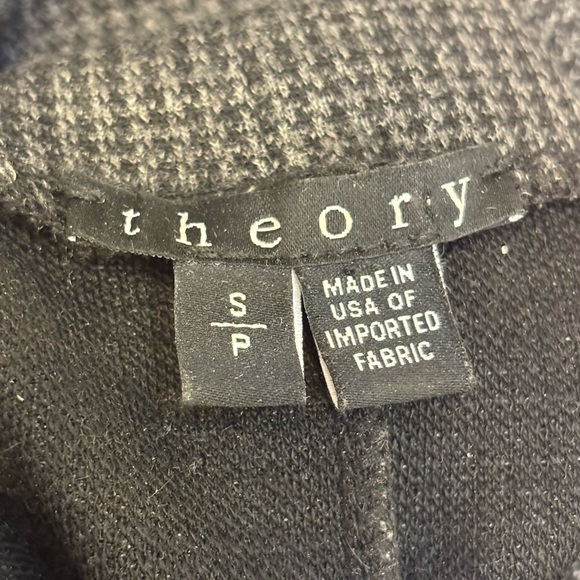 theory
S
P
MADE IN
USA OF
IMPORTED
FABRIC